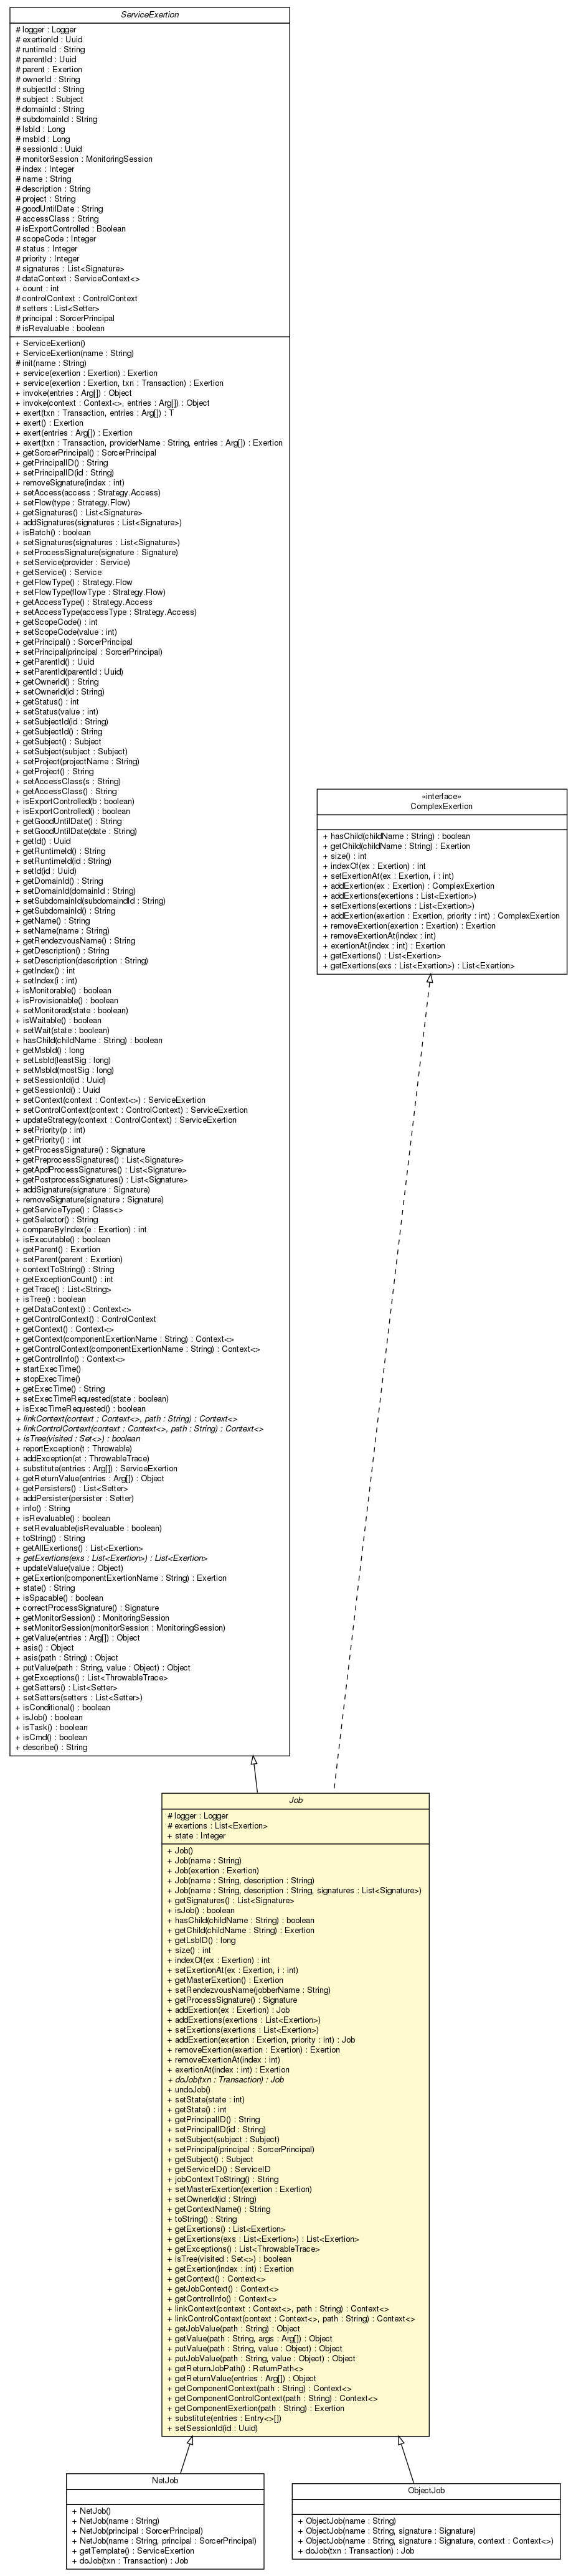 ServiceExertion
# logger : Logger
# exertionId : Uuid
# runtimeId : String
# parentId : Uuid
# parent : Exertion
# ownerId : String
# subjectId : String
# subject : Subject
# domainId : String
# subdomainId : String
# lsbId : Long
# msbId : Long
# sessionId : Uuid
# monitorSession : MonitoringSession
# index : Integer
# name : String
# description : String
# project : String
# goodUntilDate : String
# accessClass : String
# isExportControlled : Boolean
# scopeCode : Integer
# status : Integer
# priority : Integer
# signatures : List<Signature>
# dataContext : ServiceContext<>
+ count : int
# controlContext : ControlContext
# setters : List<Setter>
# principal : SorcerPrincipal
# isRevaluable : boolean
+ ServiceExertion()
+ ServiceExertion(name : String)
# init(name : String)
+ service(exertion : Exertion) : Exertion
+ service(exertion : Exertion, txn : Transaction) : Exertion
+ invoke(entries : Arg[]) : Object
+ invoke(context : Context<>, entries : Arg[]) : Object
+ exert(txn : Transaction, entries : Arg[]) : T
+ exert() : Exertion
+ exert(entries : Arg[]) : Exertion
+ exert(txn : Transaction, providerName : String, entries : Arg[]) : Exertion
+ getSorcerPrincipal() : SorcerPrincipal
+ getPrincipalID() : String
+ setPrincipalID(id : String)
+ removeSignature(index : int)
+ setAccess(access : Strategy.Access)
+ setFlow(type : Strategy.Flow)
+ getSignatures() : List<Signature>
+ addSignatures(signatures : List<Signature>)
+ isBatch() : boolean
+ setSignatures(signatures : List<Signature>)
+ setProcessSignature(signature : Signature)
+ setService(provider : Service)
+ getService() : Service
+ getFlowType() : Strategy.Flow
+ setFlowType(flowType : Strategy.Flow)
+ getAccessType() : Strategy.Access
+ setAccessType(accessType : Strategy.Access)
+ getScopeCode() : int
+ setScopeCode(value : int)
+ getPrincipal() : SorcerPrincipal
+ setPrincipal(principal : SorcerPrincipal)
+ getParentId() : Uuid
+ setParentId(parentId : Uuid)
+ getOwnerId() : String
+ setOwnerId(id : String)
+ getStatus() : int
+ setStatus(value : int)
+ setSubjectId(id : String)
+ getSubjectId() : String
+ getSubject() : Subject
+ setSubject(subject : Subject)
+ setProject(projectName : String)
+ getProject() : String
+ setAccessClass(s : String)
+ getAccessClass() : String
+ isExportControlled(b : boolean)
+ isExportControlled() : boolean
+ getGoodUntilDate() : String
+ setGoodUntilDate(date : String)
+ getId() : Uuid
+ getRuntimeId() : String
+ setRuntimeId(id : String)
+ setId(id : Uuid)
+ getDomainId() : String
+ setDomainId(domainId : String)
+ setSubdomainId(subdomaindId : String)
+ getSubdomainId() : String
+ getName() : String
+ setName(name : String)
+ getRendezvousName() : String
+ getDescription() : String
+ setDescription(description : String)
+ getIndex() : int
+ setIndex(i : int)
+ isMonitorable() : boolean
+ isProvisionable() : boolean
+ setMonitored(state : boolean)
+ isWaitable() : boolean
+ setWait(state : boolean)
+ hasChild(childName : String) : boolean
+ getMsbId() : long
+ setLsbId(leastSig : long)
+ setMsbId(mostSig : long)
+ setSessionId(id : Uuid)
+ getSessionId() : Uuid
+ setContext(context : Context<>) : ServiceExertion
+ setControlContext(context : ControlContext) : ServiceExertion
+ updateStrategy(context : ControlContext) : ServiceExertion
+ setPriority(p : int)
+ getPriority() : int
+ getProcessSignature() : Signature
+ getPreprocessSignatures() : List<Signature>
+ getApdProcessSignatures() : List<Signature>
+ getPostprocessSignatures() : List<Signature>
+ addSignature(signature : Signature)
+ removeSignature(signature : Signature)
+ getServiceType() : Class<>
+ getSelector() : String
+ compareByIndex(e : Exertion) : int
+ isExecutable() : boolean
+ getParent() : Exertion
+ setParent(parent : Exertion)
+ contextToString() : String
+ getExceptionCount() : int
+ getTrace() : List<String>
+ isTree() : boolean
+ getDataContext() : Context<>
+ getControlContext() : ControlContext
+ getContext() : Context<>
+ getContext(componentExertionName : String) : Context<>
+ getControlContext(componentExertionName : String) : Context<>
+ getControlInfo() : Context<>
+ startExecTime()
+ stopExecTime()
+ getExecTime() : String
+ setExecTimeRequested(state : boolean)
+ isExecTimeRequested() : boolean
+ linkContext(context : Context<>, path : String) : Context<>
+ linkControlContext(context : Context<>, path : String) : Context<>
+ isTree(visited : Set<>) : boolean
+ reportException(t : Throwable)
+ addException(et : ThrowableTrace)
+ substitute(entries : Arg[]) : ServiceExertion
+ getReturnValue(entries : Arg[]) : Object
+ getPersisters() : List<Setter>
+ addPersister(persister : Setter)
+ info() : String
+ isRevaluable() : boolean
+ setRevaluable(isRevaluable : boolean)
+ toString() : String
+ getAllExertions() : List<Exertion>
+ getExertions(exs : List<Exertion>) : List<Exertion>
+ updateValue(value : Object)
+ getExertion(componentExertionName : String) : Exertion
+ state() : String
+ isSpacable() : boolean
+ correctProcessSignature() : Signature
+ getMonitorSession() : MonitoringSession
+ setMonitorSession(monitorSession : MonitoringSession)
+ getValue(entries : Arg[]) : Object
+ asis() : Object
+ asis(path : String) : Object
+ putValue(path : String, value : Object) : Object
+ getExceptions() : List<ThrowableTrace>
+ getSetters() : List<Setter>
+ setSetters(setters : List<Setter>)
+ isConditional() : boolean
+ isJob() : boolean
+ isTask() : boolean
+ isCmd() : boolean
+ describe() : String
«interface»
ComplexExertion
+ hasChild(childName : String) : boolean
+ getChild(childName : String) : Exertion
+ size() : int
+ indexOf(ex : Exertion) : int
+ setExertionAt(ex : Exertion, i : int)
+ addExertion(ex : Exertion) : ComplexExertion
+ addExertions(exertions : List<Exertion>)
+ setExertions(exertions : List<Exertion>)
+ addExertion(exertion : Exertion, priority : int) : ComplexExertion
+ removeExertion(exertion : Exertion) : Exertion
+ removeExertionAt(index : int)
+ exertionAt(index : int) : Exertion
+ getExertions() : List<Exertion>
+ getExertions(exs : List<Exertion>) : List<Exertion>
Job
# logger : Logger
# exertions : List<Exertion>
+ state : Integer
+ Job()
+ Job(name : String)
+ Job(exertion : Exertion)
+ Job(name : String, description : String)
+ Job(name : String, description : String, signatures : List<Signature>)
+ getSignatures() : List<Signature>
+ isJob() : boolean
+ hasChild(childName : String) : boolean
+ getChild(childName : String) : Exertion
+ getLsbID() : long
+ size() : int
+ indexOf(ex : Exertion) : int
+ setExertionAt(ex : Exertion, i : int)
+ getMasterExertion() : Exertion
+ setRendezvousName(jobberName : String)
+ getProcessSignature() : Signature
+ addExertion(ex : Exertion) : Job
+ addExertions(exertions : List<Exertion>)
+ setExertions(exertions : List<Exertion>)
+ addExertion(exertion : Exertion, priority : int) : Job
+ removeExertion(exertion : Exertion) : Exertion
+ removeExertionAt(index : int)
+ exertionAt(index : int) : Exertion
+ doJob(txn : Transaction) : Job
+ undoJob()
+ setState(state : int)
+ getState() : int
+ getPrincipalID() : String
+ setPrincipalID(id : String)
+ setSubject(subject : Subject)
+ setPrincipal(principal : SorcerPrincipal)
+ getSubject() : Subject
+ getServiceID() : ServiceID
+ jobContextToString() : String
+ setMasterExertion(exertion : Exertion)
+ setOwnerId(id : String)
+ getContextName() : String
+ toString() : String
+ getExertions() : List<Exertion>
+ getExertions(exs : List<Exertion>) : List<Exertion>
+ getExceptions() : List<ThrowableTrace>
+ isTree(visited : Set<>) : boolean
+ getExertion(index : int) : Exertion
+ getContext() : Context<>
+ getJobContext() : Context<>
+ getControlInfo() : Context<>
+ linkContext(context : Context<>, path : String) : Context<>
+ linkControlContext(context : Context<>, path : String) : Context<>
+ getJobValue(path : String) : Object
+ getValue(path : String, args : Arg[]) : Object
+ putValue(path : String, value : Object) : Object
+ putJobValue(path : String, value : Object) : Object
+ getReturnJobPath() : ReturnPath<>
+ getReturnValue(entries : Arg[]) : Object
+ getComponentContext(path : String) : Context<>
+ getComponentControlContext(path : String) : Context<>
+ getComponentExertion(path : String) : Exertion
+ substitute(entries : Entry<>[])
+ setSessionId(id : Uuid)
NetJob
+ NetJob()
+ NetJob(name : String)
+ NetJob(principal : SorcerPrincipal)
+ NetJob(name : String, principal : SorcerPrincipal)
+ getTemplate() : ServiceExertion
+ doJob(txn : Transaction) : Job
ObjectJob
+ ObjectJob(name : String)
+ ObjectJob(name : String, signature : Signature)
+ ObjectJob(name : String, signature : Signature, context : Context<>)
+ doJob(txn : Transaction) : Job